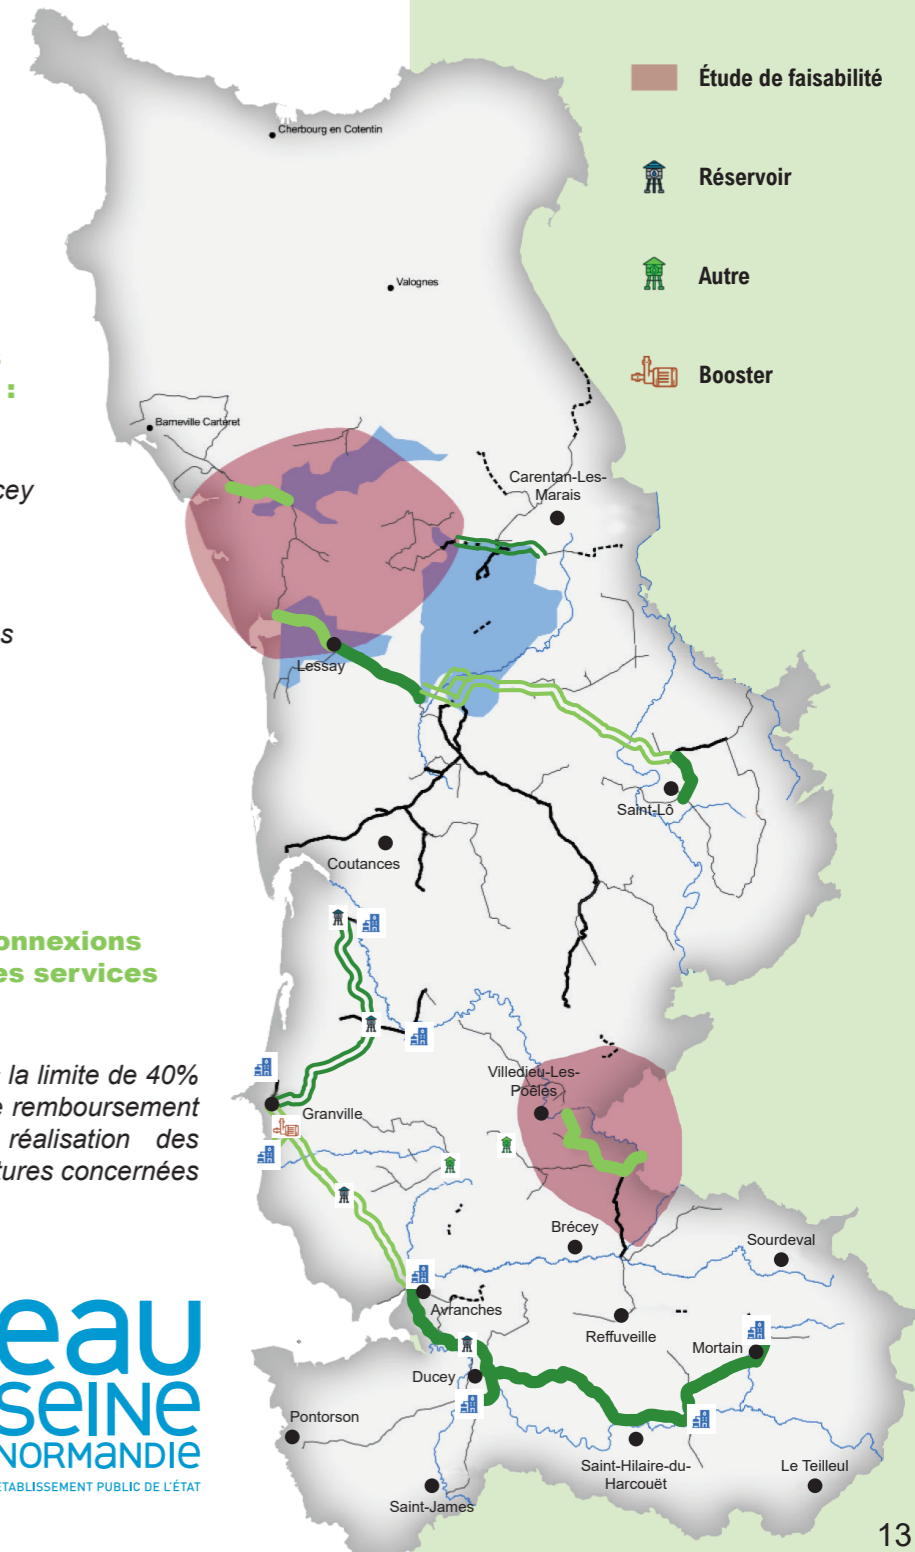 Étude de faisabilité
Réservoir
Autre
Booster
Cherbourg en Cotentin
Valognes
:
Barneville Carteret
cey
Carentan-Les-
Marais
s
Lessay
Saint-Lô
Coutances
onnexions
es services
la limite de 40%
e remboursement
réalisation des
tures concernées
Villedieu-Les-
Poêles
Granville
Brécey
Sourdeval
Avranches
Reffuveille
Mortain
Ducey
eau
seine
NORMANDIE
ETABLISSEMENT PUBLIC DE L'ÉTAT
Pontorson
Saint-Hilaire-du-
Harcouët
Le Teilleul
Saint-James
13